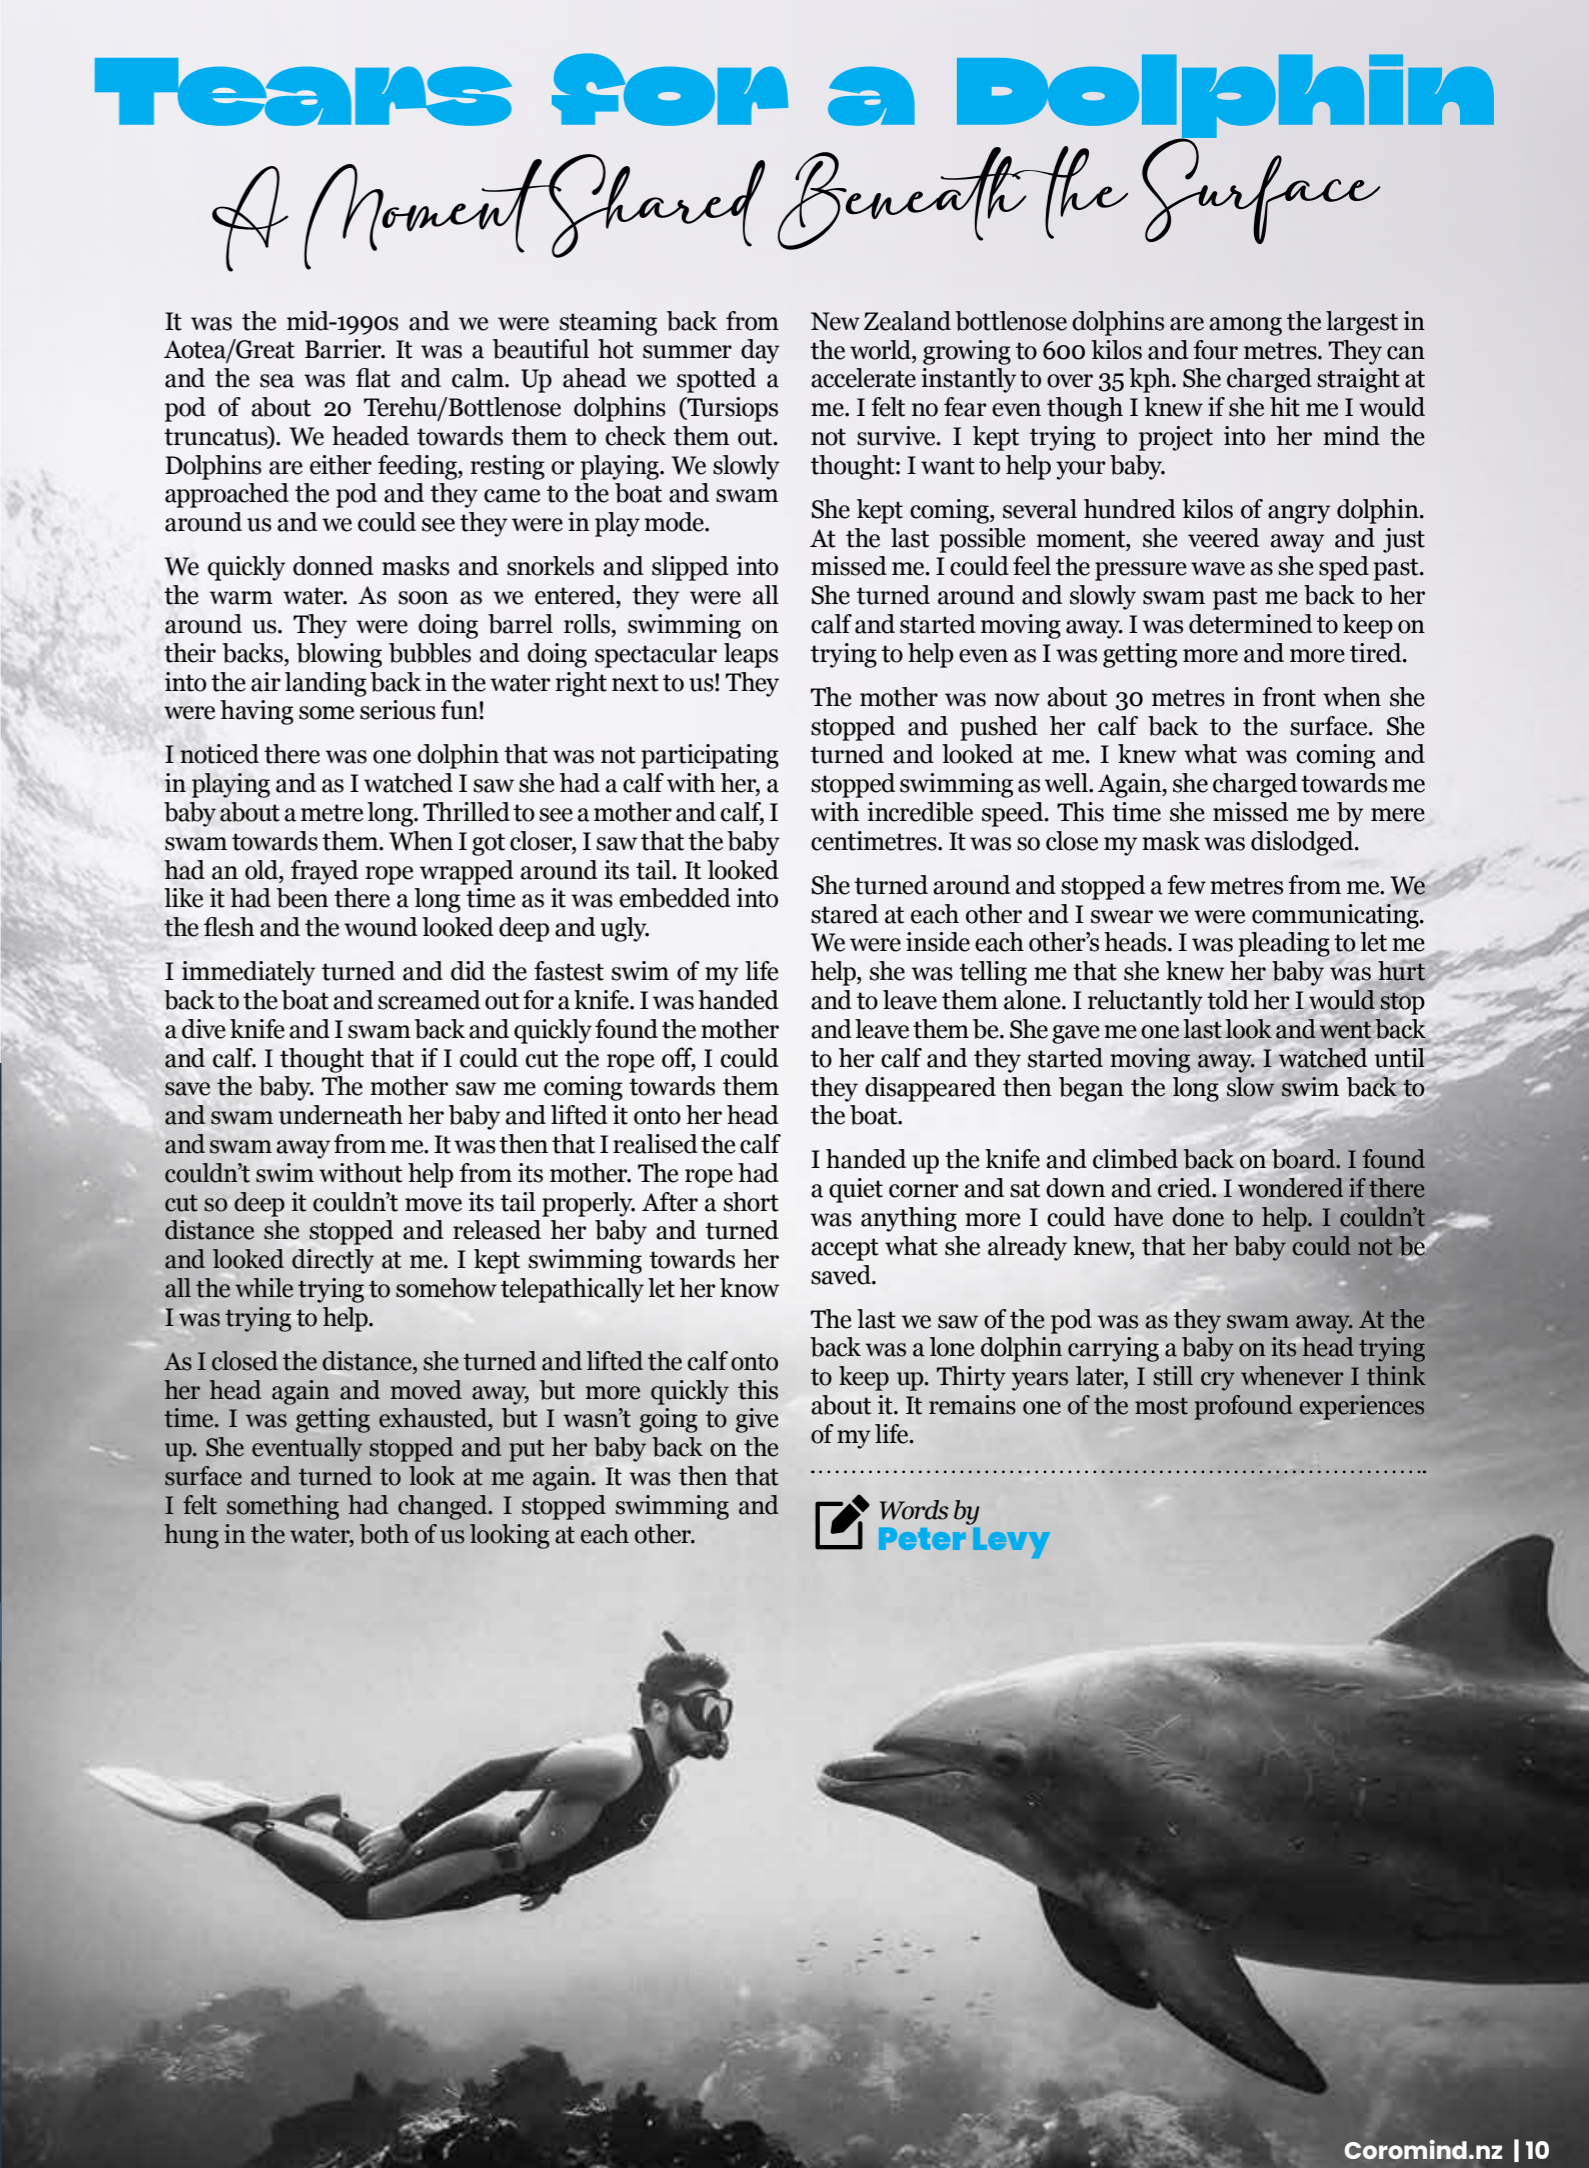 Tears for a Dolphin
A Moment Shared Beneath the Surface
It was the mid-1990s and we were steaming back from
Aotea/Great Barrier. It was a beautiful hot summer day
and the sea was flat and calm. Up ahead we spotted a
pod of about 20 Terehu/Bottlenose dolphins (Tursiops
truncatus). We headed towards them to check them out.
Dolphins are either feeding, resting or playing. We slowly
approached the pod and they came to the boat and swam
around us and we could see they were in play mode.
We quickly donned masks and snorkels and slipped into
the warm water. As soon as we entered, they were all
around us. They were doing barrel rolls, swimming on
their backs, blowing bubbles and doing spectacular leaps
into the air landing back in the water right next to us! They
were having some serious fun!
I noticed there was one dolphin that was not participating
in playing and as I watched I saw she had a calf with her, a
baby about a metre long. Thrilled to see a mother and calf, I
swam towards them. When I got closer, I saw that the baby
had an old, frayed rope wrapped around its tail. It looked
like it had been there a long time as it was embedded into
the flesh and the wound looked deep and ugly.
I immediately turned and did the fastest swim of my life
back to the boat and screamed out for a knife. I was handed
a dive knife and I swam back and quickly found the mother
and calf. I thought that if I could cut the rope off, I could
save the baby. The mother saw me coming towards them
and swam underneath her baby and lifted it onto her head
and swam away from me. It was then that I realised the calf
couldn't swim without help from its mother. The rope had
cut so deep it couldn't move its tail properly. After a short
distance she stopped and released her baby and turned
and looked directly at me. I kept swimming towards her
all the while trying to somehow telepathically let her know
I was trying to help.
As I closed the distance, she turned and lifted the calf onto
her head again and moved away, but more quickly this
time. I was getting exhausted, but I wasn't going to give
up. She eventually stopped and put her baby back on the
surface and turned to look at me again. It was then that
I felt something had changed. I stopped swimming and
hung in the water, both of us looking at each other.
New Zealand bottlenose dolphins are among the largest in
the world, growing to 600 kilos and four metres. They can
accelerate instantly to over 35 kph. She charged straight at
me. I felt no fear even though I knew if she hit me I would
not survive. I kept trying to project into her mind the
thought: I want to help your baby.
She kept coming, several hundred kilos of angry dolphin.
At the last possible moment, she veered away and just
missed me. I could feel the pressure wave as she sped past.
She turned around and slowly swam past me back to her
calf and started moving away. I was determined to keep on
trying to help even as I was getting more and more tired.
The mother was now about 30 metres in front when she
stopped and pushed her calf back to the surface. She
turned and looked at me. I knew what was coming and
stopped swimming as well. Again, she charged towards me
with incredible speed. This time she missed me by mere
centimetres. It was so close my mask was dislodged.
She turned around and stopped a few metres from me. We
stared at each other and I swear we were communicating.
We were inside each other's heads. I was pleading to let me
help, she was telling me that she knew her baby was hurt
and to leave them alone. I reluctantly told her I would stop
and leave them be. She gave me one last look and went back
to her calf and they started moving away. I watched until
they disappeared then began the long slow swim back to
the boat.
I handed up the knife and climbed back on board. I found
a quiet corner and sat down and cried. I wondered if there
was anything more I could have done to help. I couldn't
accept what she already knew, that her baby could not be
saved.
The last we saw of the pod was as they swam away. At the
back was a lone dolphin carrying a baby on its head trying
to keep up. Thirty years later, I still cry whenever I think
about it. It remains one of the most profound experiences
of my life.
Words by
Peter Levy
Coromind.nz | 10